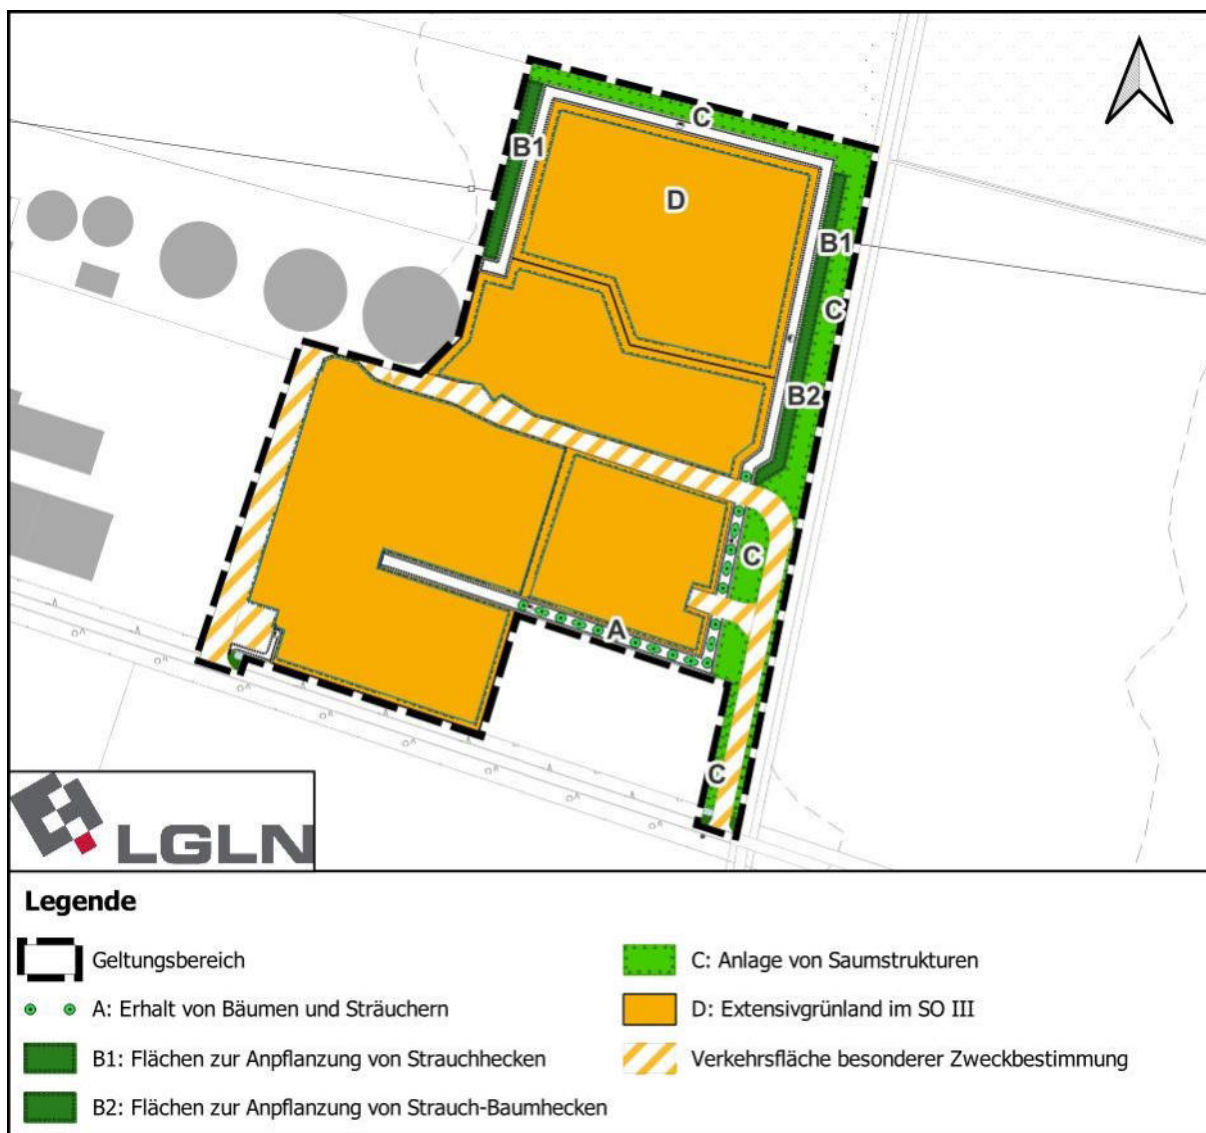 C
B1
D
B1
C
B2
C
A
C
LGLN
Legende
Geltungsbereich
A: Erhalt von Bäumen und Sträuchern
B1: Flächen zur Anpflanzung von Strauchhecken
B2: Flächen zur Anpflanzung von Strauch-Baumhecken
C: Anlage von Saumstrukturen
D: Extensivgrünland im SO III
Verkehrsfläche besonderer Zweckbestimmung